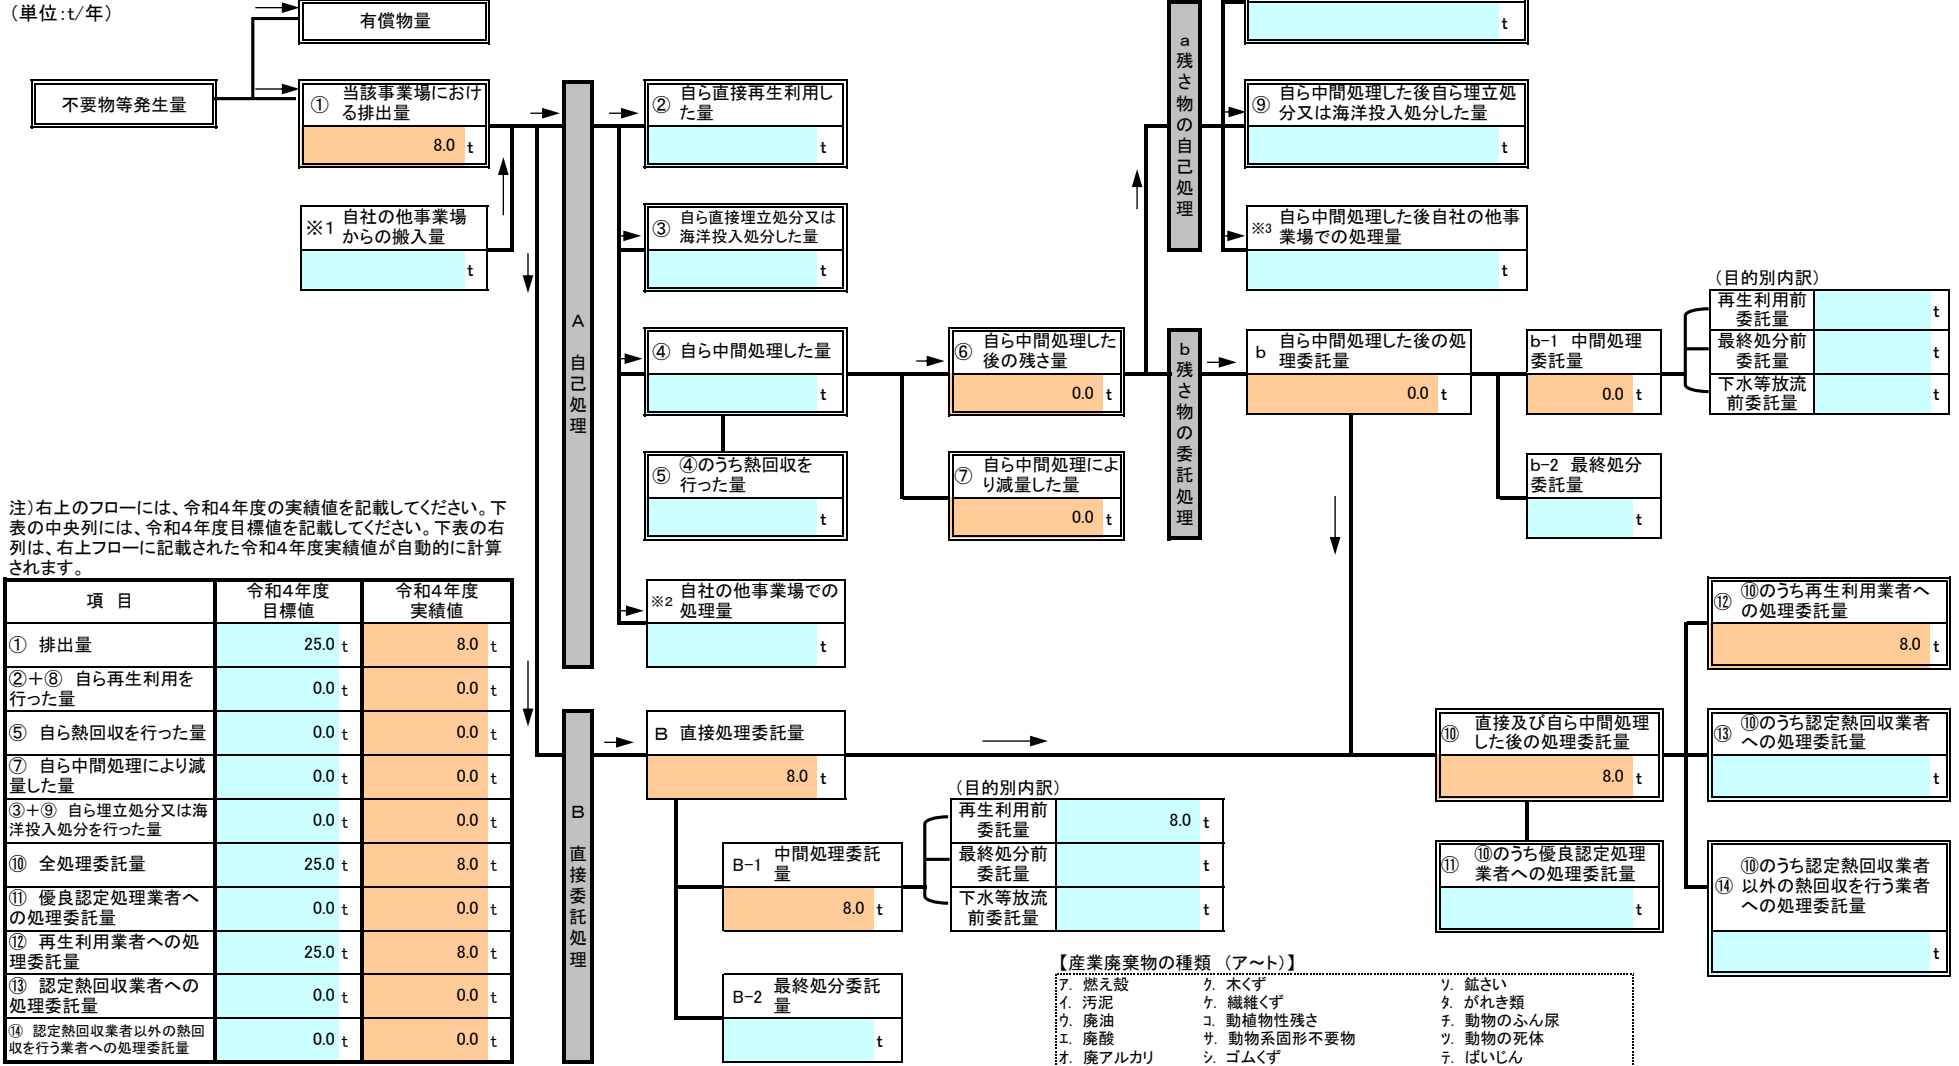 （単位：t/年）
有償物量
不要物等発生量
① 当該事業場におけ
る排出量
8.0 t
※1 自社の他事業場
からの搬入量
t
A 自己処理
② 自ら直接再生利用し
た量
t
③ 自ら直接埋立処分又は
海洋投入処分した量
t
④ 自ら中間処理した量
t
⑤ ④のうち熱回収を
行った量
t
※2 自社の他事業場での
処理量
t
⑥ 自ら中間処理した
後の残さ量
0.0 t
⑦ 自ら中間処理によ
り減量した量
0.0 t
a 残さ物の自己処理
t
⑨ 自ら中間処理した後自ら埋立処
分又は海洋投入処分した量
t
※3 自ら中間処理した後自社の他事
業場での処理量
t
b 残さ物の委託処理
b 自ら中間処理した後の処
理委託量
0.0 t
b-1 中間処理
委託量
0.0 t
b-2 最終処分
委託量
t
（目的別内訳）
再生利用前
委託量
t
最終処分前
委託量
t
下水等放流
前委託量
t
注）右上のフローには、令和4年度の実績値を記載してください。下
表の中央列には、令和4年度目標値を記載してください。下表の右
列は、右上フローに記載された令和4年度実績値が自動的に計算
されます。
項 目 令和4年度 目標値 令和4年度 実績値
① 排出量 25.0 t 8.0 t
②＋⑧ 自ら再生利用を
行った量 0.0 t 0.0 t
⑤ 自ら熱回収を行った量 0.0 t 0.0 t
⑦ 自ら中間処理により減
量した量 0.0 t 0.0 t
③＋⑨ 自ら埋立処分又は海
洋投入処分を行った量 0.0 t 0.0 t
⑩ 全処理委託量 25.0 t 8.0 t
⑪ 優良認定処理業者へ
の処理委託量 0.0 t 0.0 t
⑫ 再生利用業者への処
理委託量 25.0 t 8.0 t
⑬ 認定熱回収業者への
処理委託量 0.0 t 0.0 t
⑭ 認定熱回収業者以外の熱回
収を行う業者への処理委託量 0.0 t 0.0 t
B 直接委託処理
B 直接処理委託量
8.0 t
B-1 中間処理委託
量
8.0 t
B-2 最終処分委託
量
t
（目的別内訳）
再生利用前
委託量
8.0 t
最終処分前
委託量
t
下水等放流
前委託量
t
⑩ 直接及び自ら中間処理
した後の処理委託量
8.0 t
⑪ ⑩のうち優良認定処理
業者への処理委託量
t
⑫ ⑩のうち再生利用業者へ
の処理委託量
8.0 t
⑬ ⑩のうち認定熱回収業者
への処理委託量
t
⑭ ⑩のうち認定熱回収業者
以外の熱回収を行う業者
への処理委託量
t
【産業廃棄物の種類 （ア～ト）】
ア. 燃え殻 ク. 木くず ソ. 鉱さい
イ. 汚泥 ケ. 繊維くず タ. がれき類
ウ. 廃油 コ. 動植物性残さ チ. 動物のふん尿
エ. 廃酸 サ. 動物系固形不要物 ツ. 動物の死体
オ. 廃アルカリ シ. ゴムくず テ. ばいじん